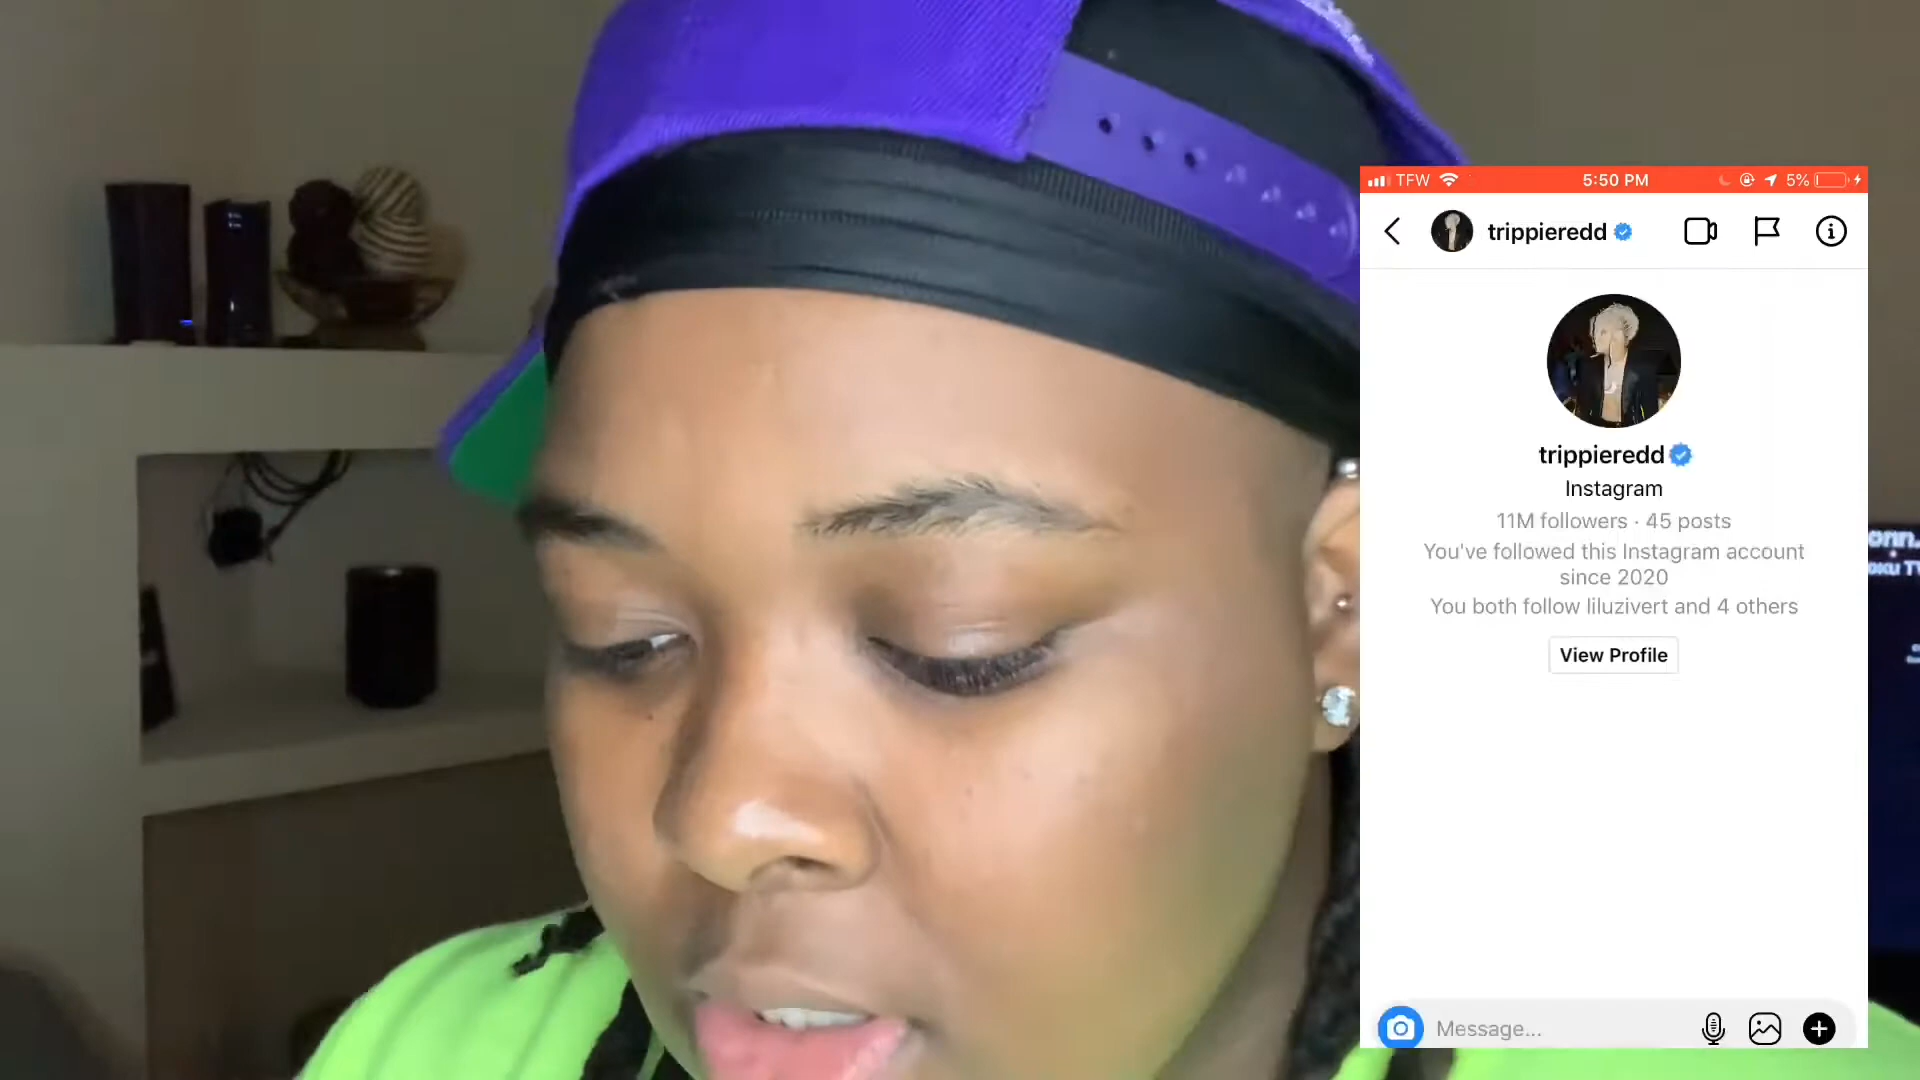 TFW
5:50 PM
5%
trippieredd
trippieredd
Instagram
11M followers · 45 posts
You've followed this Instagram account
since 2020
You both follow liluzivert and 4 others
View Profile
Message...